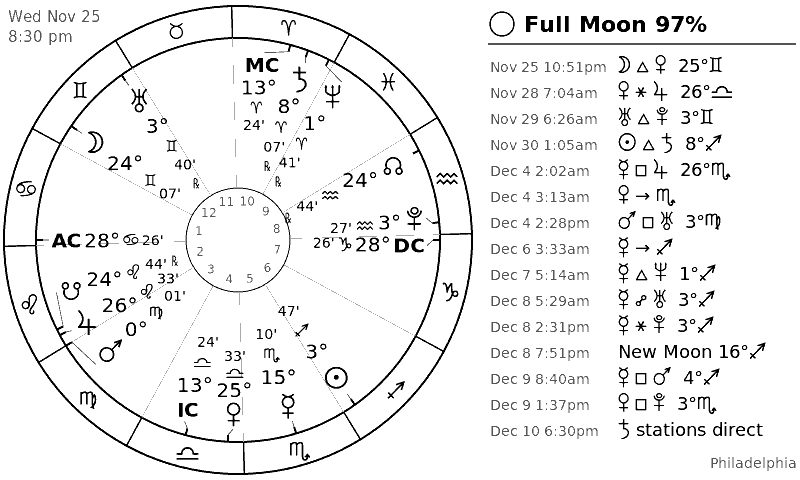 Wed Nov 25
8:30 pm
♉ ♈
♊ ♓
MC
13° ♈ 24'
♄ 8° ♈ 07' ℞
♆ 1° ♈ 41' ℞
♅ 3° ♊ 40' ℞
☽ 24° ♊ 07'
☊ 24° ♒ 44' ℞
♋ ♒
11 10
12 9
1 8
2 7
3 6
4 5
27' ♒ 3° ♇
AC 28° ♋ 26'
26' ♑ 28° DC
☋ 24° ♌ 44' ℞
♃ 26° ♌ 33'
♂ 0° ♍ 01'
♌ ♑
24' ♎ 13° IC
33' ♎ 25° ♀
10' ♏ 15° ☿
47' ♐ 3° ☉
♍ ♐
♎ ♏
Full Moon 97%
Nov 25 10:51pm ☽ △ ♀ 25°♊
Nov 28 7:04am ♀ ⚹ ♃ 26°♎
Nov 29 6:26am ♅ △ ♇ 3°♊
Nov 30 1:05am ☉ △ ♄ 8°♐
Dec 4 2:02am ☿ □ ♃ 26°♏
Dec 4 3:13am ♀ → ♏
Dec 4 2:28pm ♂ □ ♅ 3°♍
Dec 6 3:33am ☿ → ♐
Dec 7 5:14am ☿ △ ♆ 1°♐
Dec 8 5:29am ☿ ☍ ♅ 3°♐
Dec 8 2:31pm ☿ ⚹ ♇ 3°♐
Dec 8 7:51pm New Moon 16°♐
Dec 9 8:40am ☿ □ ♂ 4°♐
Dec 9 1:37pm ♀ □ ♇ 3°♏
Dec 10 6:30pm ♄ stations direct
Philadelphia